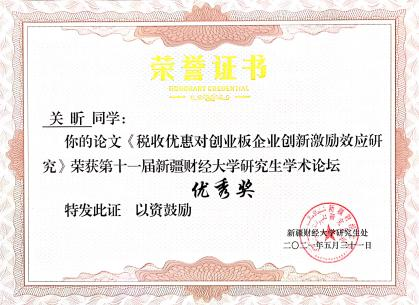 荣誉证书
HONORARY CREDENTIAL
关昕同学：
你的论文《税收优惠对创业板企业创新激励效应研
究》荣获第十一届新疆财经大学研究生学术论坛
优秀奖
特发此证 以资鼓励
新疆财经大学研究生处
二〇二一年五月三十一日